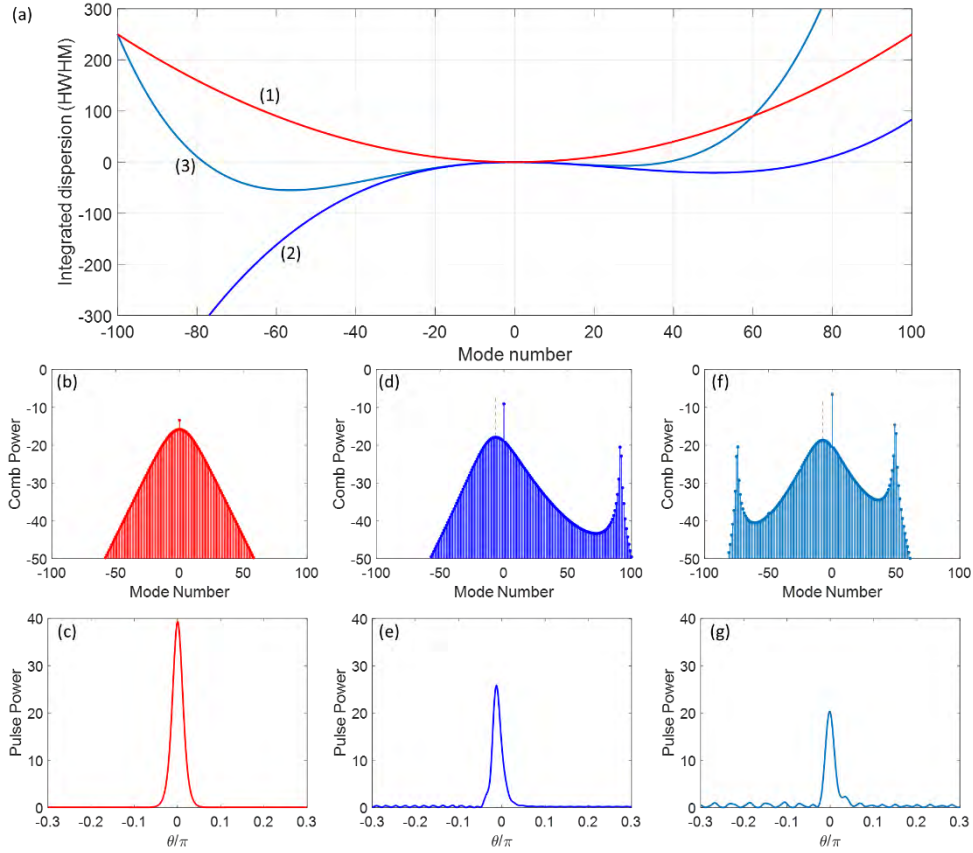 (a)
Integrated dispersion (HWHM)
300
200
100
0
-100
-200
-300
(1)
(3)
(2)
-100 -80 -60 -40 -20 0 20 40 60 80 100
Mode number
(b)
Comb Power
0
-10
-20
-30
-40
-50
-100 -50 0 50 100
Mode Number
(d)
Comb Power
0
-10
-20
-30
-40
-50
-100 -50 0 50 100
Mode Number
(f)
Comb Power
0
-10
-20
-30
-40
-50
-100 -50 0 50 100
Mode Number
(c)
Pulse Power
40
30
20
10
0
-0.3 -0.2 -0.1 0 0.1 0.2 0.3
θ/π
(e)
Pulse Power
40
30
20
10
0
-0.3 -0.2 -0.1 0 0.1 0.2 0.3
θ/π
(g)
Pulse Power
40
30
20
10
0
-0.3 -0.2 -0.1 0 0.1 0.2 0.3
θ/π